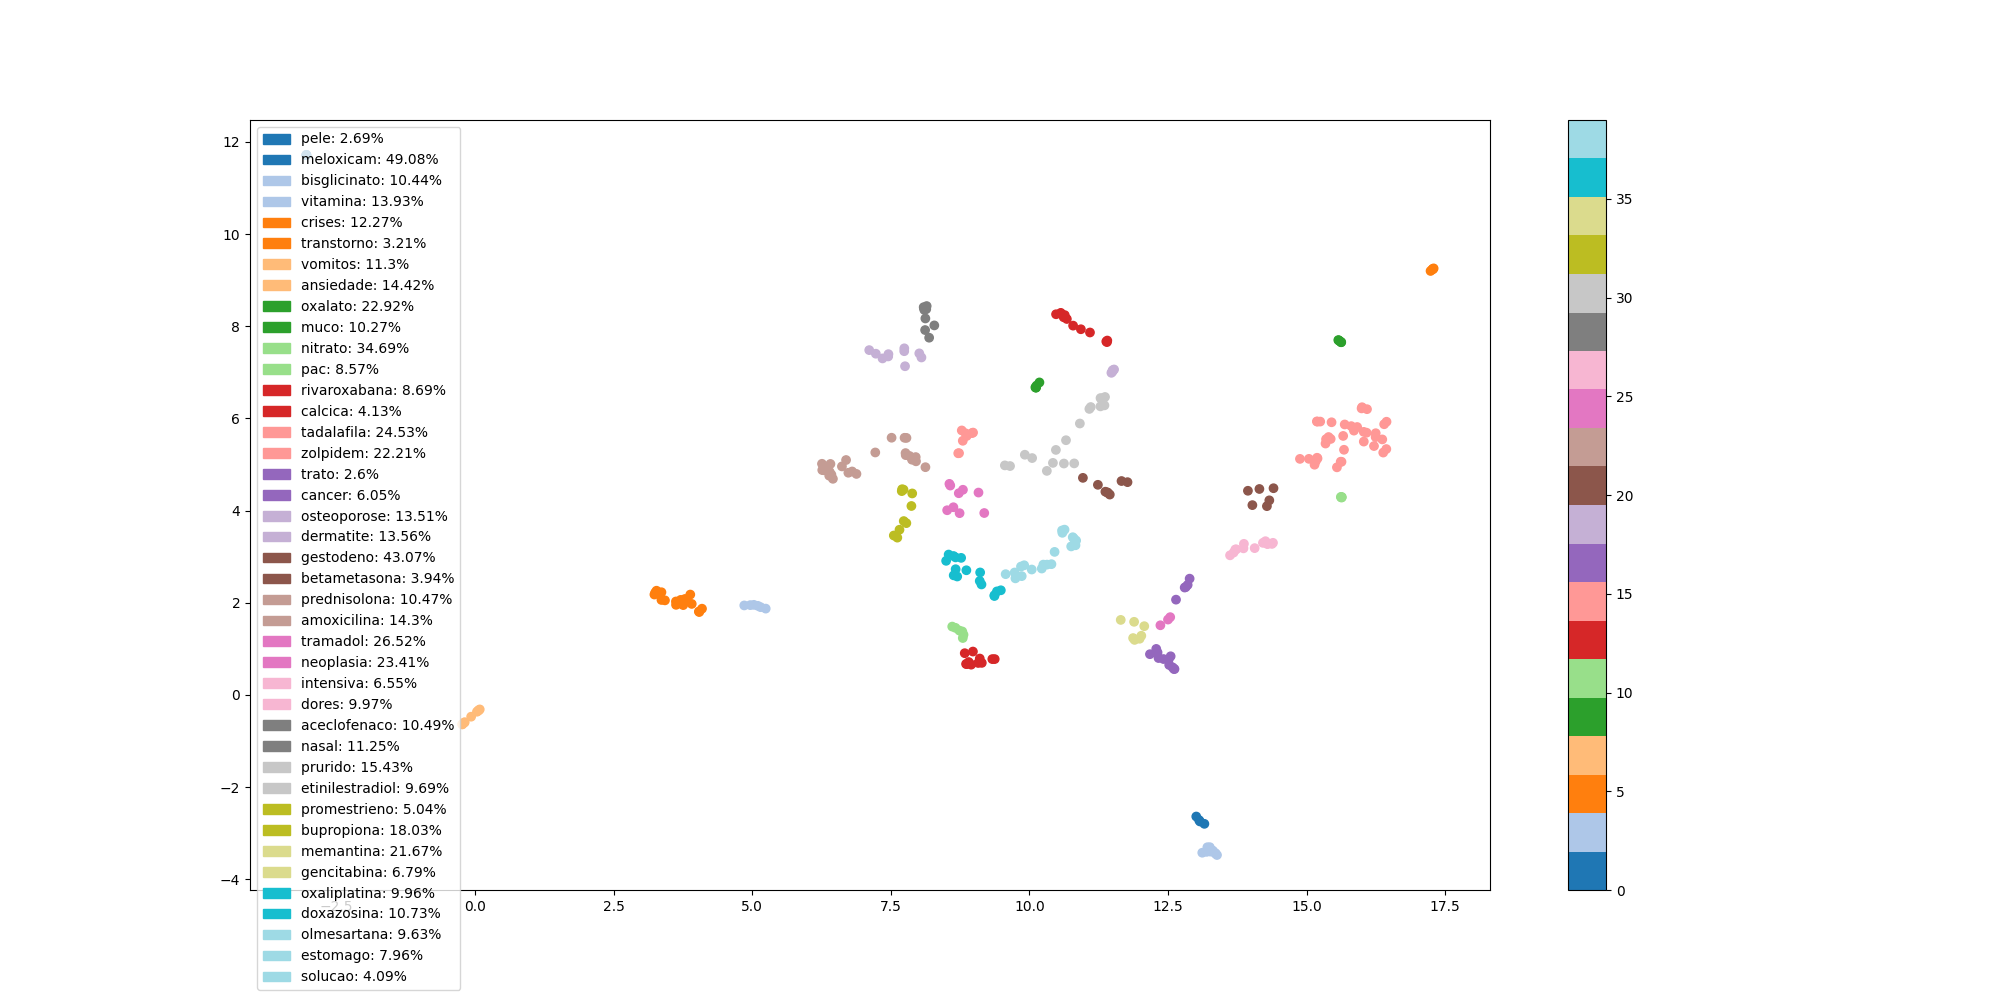 12
10
8
6
4
2
0
−2
−4
pele: 2.69%
meloxicam: 49.08%
bisglicinato: 10.44%
vitamina: 13.93%
crises: 12.27%
transtorno: 3.21%
vomitos: 11.3%
ansiedade: 14.42%
oxalato: 22.92%
muco: 10.27%
nitrato: 34.69%
pac: 8.57%
rivaroxabana: 8.69%
calcica: 4.13%
tadalafila: 24.53%
zolpidem: 22.21%
trato: 2.6%
cancer: 6.05%
osteoporose: 13.51%
dermatite: 13.56%
gestodeno: 43.07%
betametasona: 3.94%
prednisolona: 10.47%
amoxicilina: 14.3%
tramadol: 26.52%
neoplasia: 23.41%
intensiva: 6.55%
dores: 9.97%
aceclofenaco: 10.49%
nasal: 11.25%
prurido: 15.43%
etinilestradiol: 9.69%
promestrieno: 5.04%
bupropiona: 18.03%
memantina: 21.67%
gencitabina: 6.79%
oxaliplatina: 9.96%
doxazosina: 10.73%
olmesartana: 9.63%
estomago: 7.96%
solucao: 4.09%
−2.5 0.0 2.5 5.0 7.5 10.0 12.5 15.0 17.5
35
30
25
20
15
10
5
0